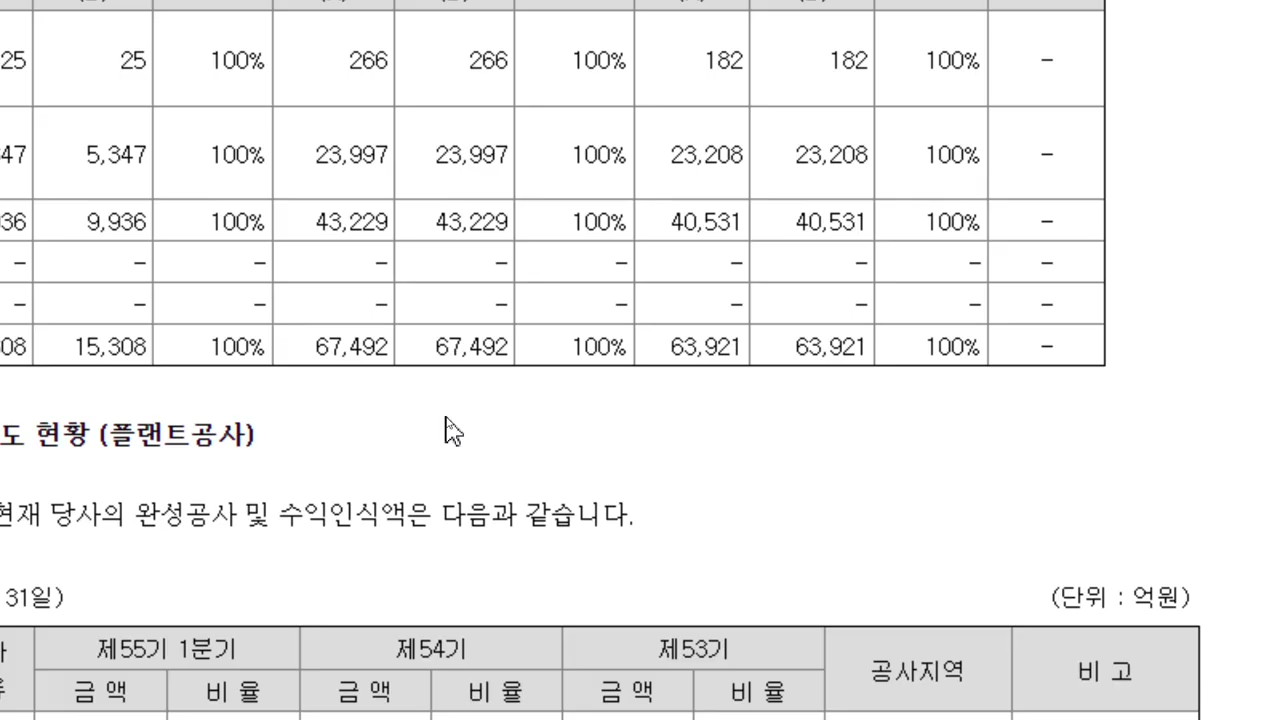 25 25 100% 266 266 100% 182 182 100% -
47 5,347 100% 23,997 23,997 100% 23,208 23,208 100% -
936 9,936 100% 43,229 43,229 100% 40,531 40,531 100% -
- - - - - - - - - -
- - - - - - - - - -
308 15,308 100% 67,492 67,492 100% 63,921 63,921 100% -
도 현황 (플랜트공사)
현재 당사의 완성공사 및 수익인식액은 다음과 같습니다.
31일) (단위 : 억원)
제55기 1분기 제54기 제53기 공사지역 비 고
금 액 비 율 금 액 비 율 금 액 비 율